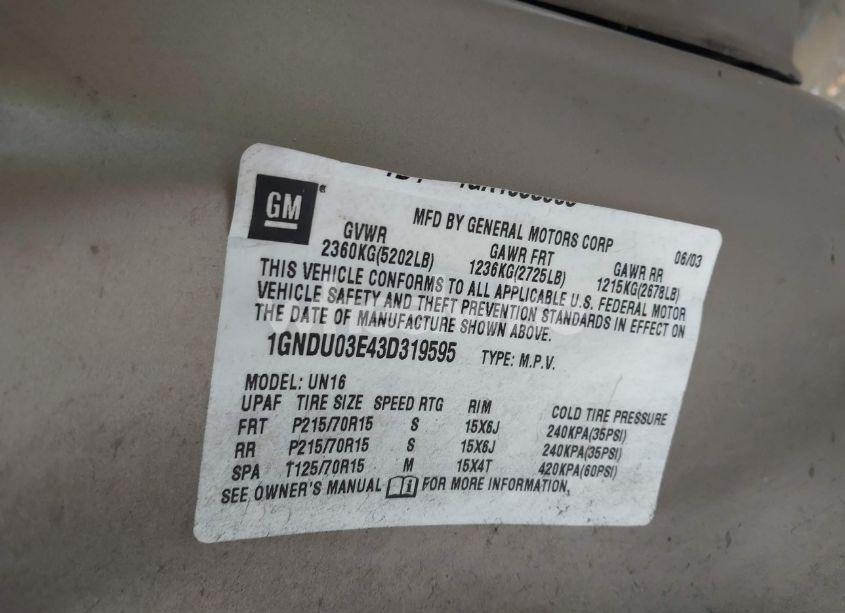 GM
MFD BY GENERAL MOTORS CORP
06/03
GVWR GAWR FRT GAWR RR
2360KG(5202LB) 1236KG(2725LB) 1215KG(2678LB)
THIS VEHICLE CONFORMS TO ALL APPLICABLE U.S. FEDERAL MOTOR
VEHICLE SAFETY AND THEFT PREVENTION STANDARDS IN EFFECT ON
THE DATE OF MANUFACTURE SHOWN ABOVE.
1GNDU03E43D319595 TYPE: M.P.V.
MODEL: UN16
UPAF TIRE SIZE SPEED RTG RIM COLD TIRE PRESSURE
FRT P215/70R15 S 15X6J 240KPA(35PSI)
RR P215/70R15 S 15X6J 240KPA(35PSI)
SPA T125/70R15 M 15X4T 420KPA(60PSI)
SEE OWNER'S MANUAL FOR MORE INFORMATION.